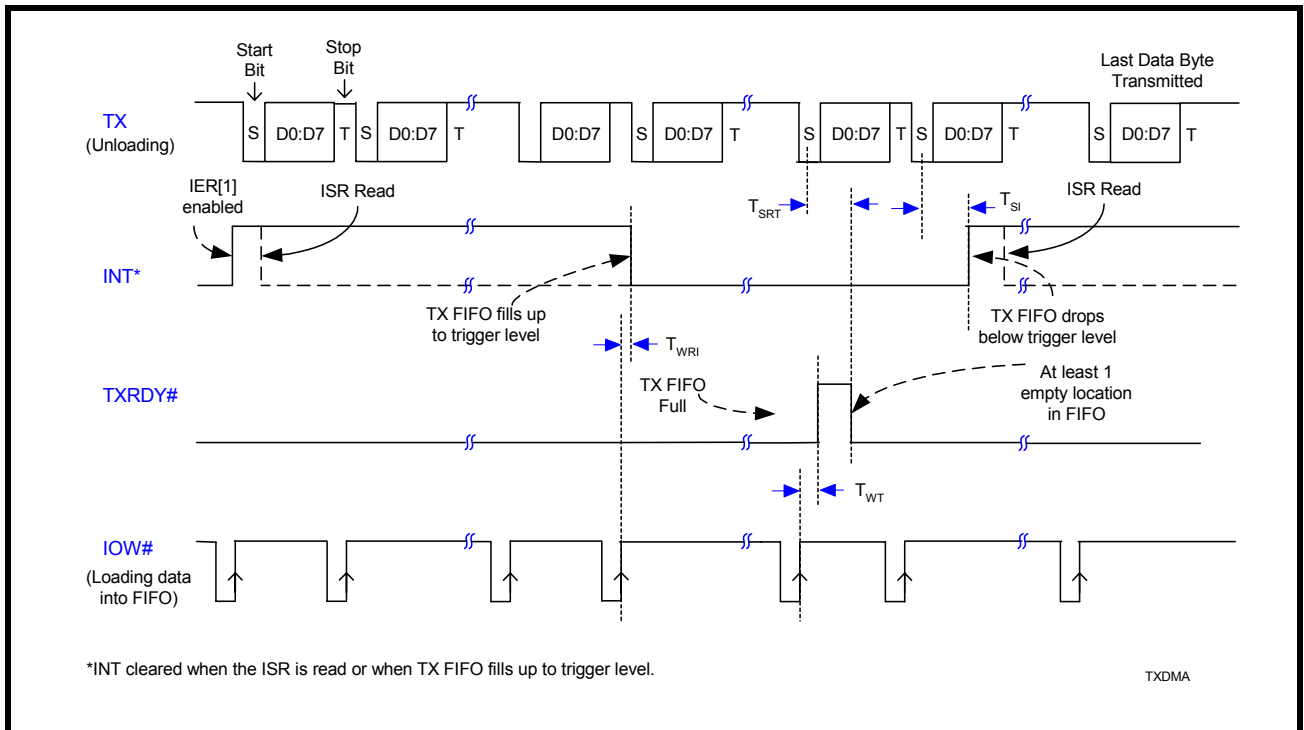 Start
Bit
Stop
Bit
Last Data Byte
Transmitted
TX
(Unloading)
S D0:D7 T S D0:D7 T D0:D7 S D0:D7 T S D0:D7 T S D0:D7 T S D0:D7 T
IER[1]
enabled
ISR Read
TSRT
TSI
ISR Read
INT*
TX FIFO fills up
to trigger level
TX FIFO drops
below trigger level
TWRI
TXRDY#
TX FIFO
Full
At least 1
empty location
in FIFO
TWT
IOW#
(Loading data
into FIFO)
*INT cleared when the ISR is read or when TX FIFO fills up to trigger level.
TXDMA